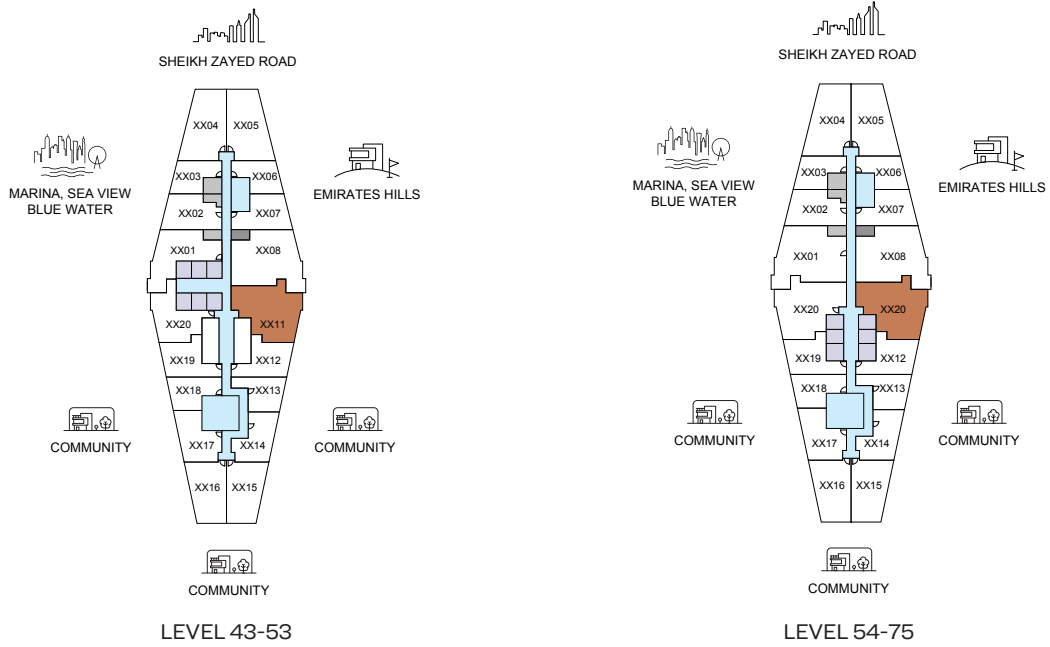 SHEIKH ZAYED ROAD
XX04 XX05
MARINA, SEA VIEW
BLUE WATER
EMIRATES HILLS
XX03 XX06
XX02 XX07
XX01 XX08
XX20 XX11
XX19 XX12
XX18 XX13
COMMUNITY
COMMUNITY
XX17 XX14
XX16 XX15
COMMUNITY
LEVEL 43-53
SHEIKH ZAYED ROAD
XX04 XX05
MARINA, SEA VIEW
BLUE WATER
EMIRATES HILLS
XX03 XX06
XX02 XX07
XX01 XX08
XX20 XX20
XX19 XX12
XX18 XX13
COMMUNITY
COMMUNITY
XX17 XX14
XX16 XX15
COMMUNITY
LEVEL 54-75